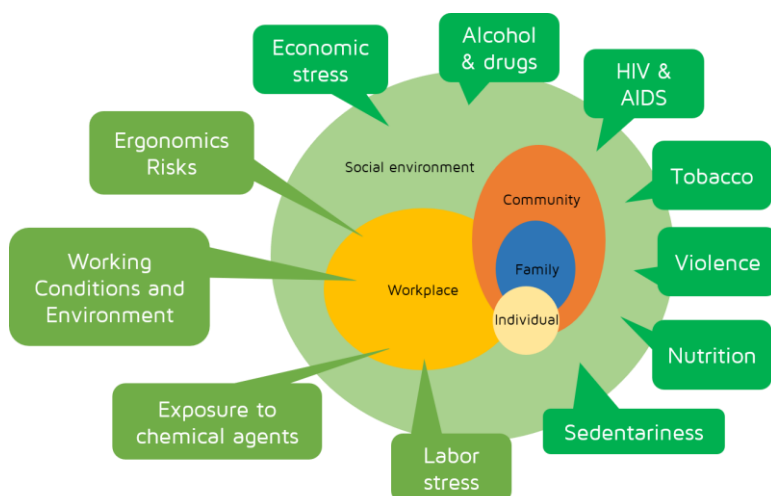 Economic
stress
Alcohol
& drugs
HIV &
AIDS
Ergonomics
Risks
Social environment
Tobacco
Community
Working
Conditions and
Environment
Violence
Family
Workplace
Individual
Nutrition
Exposure to
chemical agents
Sedentariness
Labor
stress